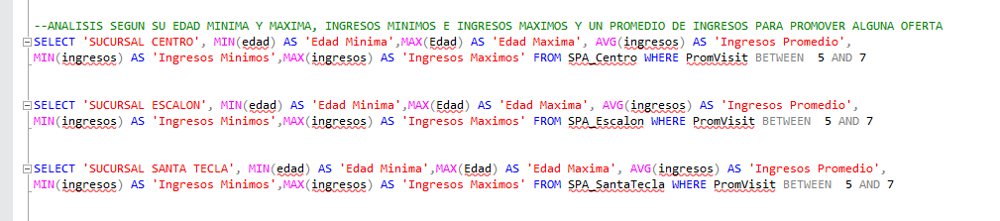 --ANALISIS SEGUN SU EDAD MINIMA Y MAXIMA, INGRESOS MINIMOS E INGRESOS MAXIMOS Y UN PROMEDIO DE INGRESOS PARA PROMOVER ALGUNA OFERTA
SELECT 'SUCURSAL CENTRO', MIN(edad) AS 'Edad Minima',MAX(Edad) AS 'Edad Maxima', AVG(ingresos) AS 'Ingresos Promedio',
MIN(ingresos) AS 'Ingresos Minimos',MAX(ingresos) AS 'Ingresos Maximos' FROM SPA_Centro WHERE PromVisit BETWEEN  5 AND 7
SELECT 'SUCURSAL ESCALON', MIN(edad) AS 'Edad Minima',MAX(Edad) AS 'Edad Maxima', AVG(ingresos) AS 'Ingresos Promedio',
MIN(ingresos) AS 'Ingresos Minimos',MAX(ingresos) AS 'Ingresos Maximos' FROM SPA_Escalon WHERE PromVisit BETWEEN  5 AND 7
SELECT 'SUCURSAL SANTA TECLA', MIN(edad) AS 'Edad Minima',MAX(Edad) AS 'Edad Maxima', AVG(ingresos) AS 'Ingresos Promedio',
MIN(ingresos) AS 'Ingresos Minimos',MAX(ingresos) AS 'Ingresos Maximos' FROM SPA_SantaTecla WHERE PromVisit BETWEEN  5 AND 7